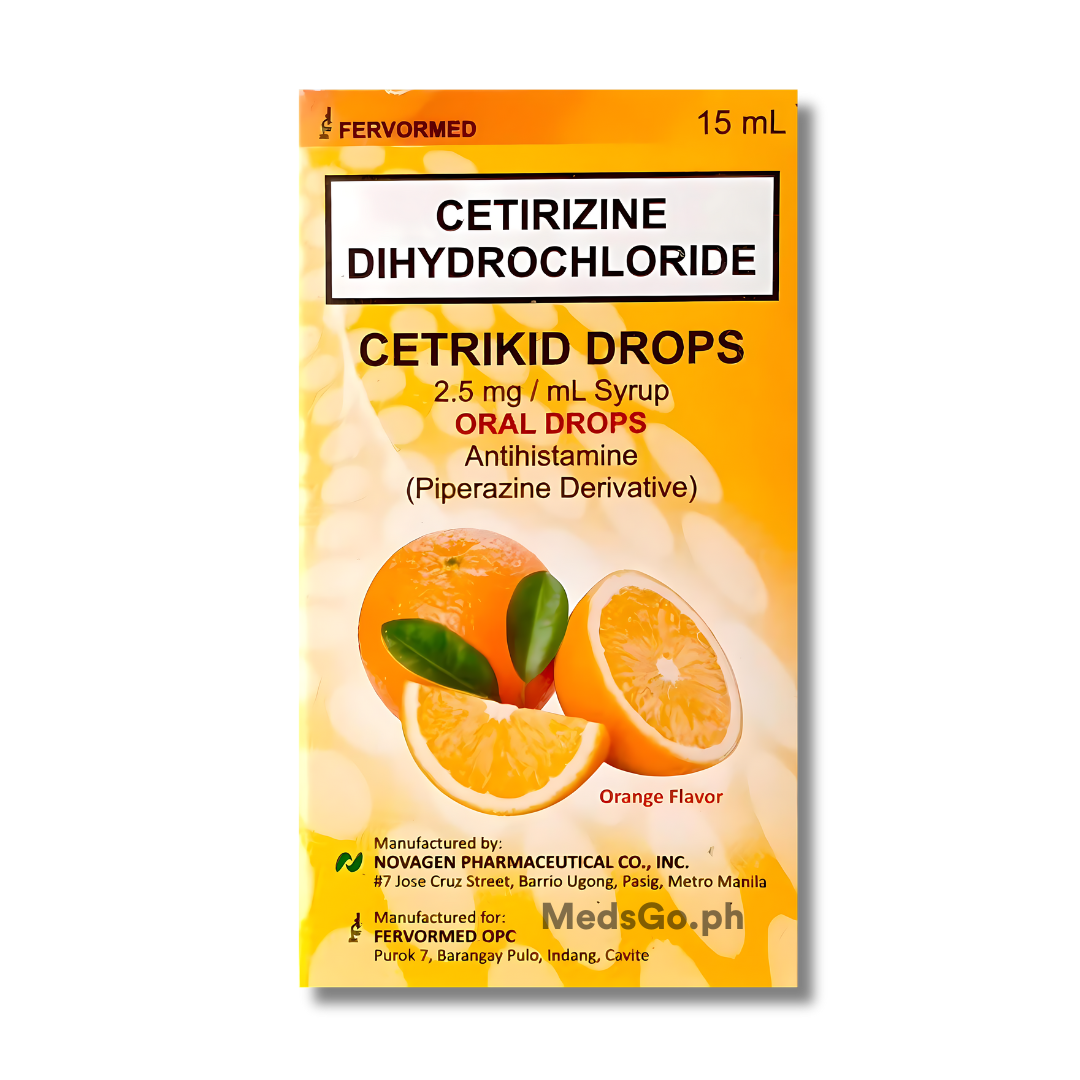 FERVORMED
15 mL
CETIRIZINE
DIHYDROCHLORIDE
CETRIKID DROPS
2.5 mg / mL Syrup
ORAL DROPS
Antihistamine
(Piperazine Derivative)
Orange Flavor
Manufactured by:
NOVAGEN PHARMACEUTICAL CO., INC.
#7 Jose Cruz Street, Barrio Ugong, Pasig, Metro Manila
Manufactured for:
FERVORMED OPC
MedsGo.ph
Purok 7, Barangay Pulo, Indang, Cavite